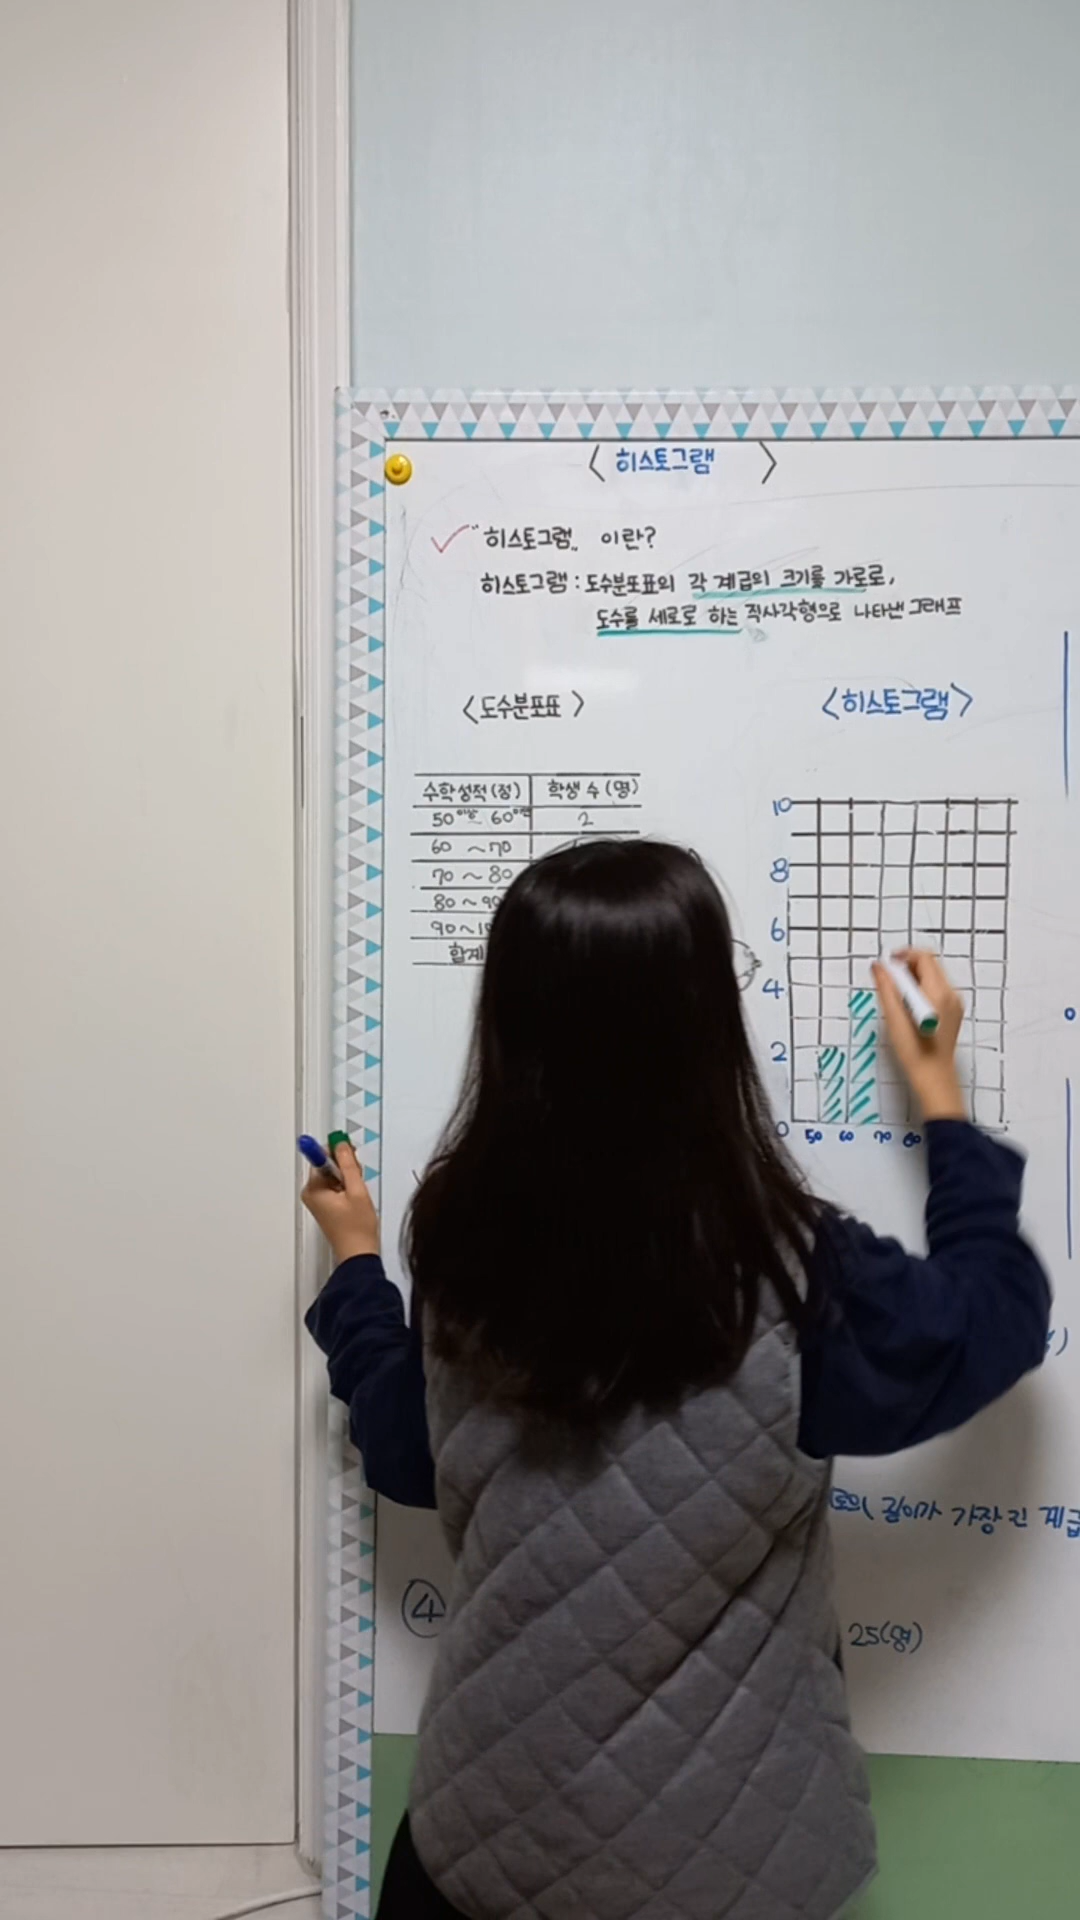 〈 히스토그램 〉
✓ "히스토그램" 이란?
히스토그램 : 도수분포표의 각 계급의 크기를 가로로,
도수를 세로로 하는 직사각형으로 나타낸 그래프
〈도수분포표〉
수학성적(점) 학생 수 (명)
50이상 ~ 60미만 2
60 ~70
70 ~ 80
80 ~ 90
90~
합계
〈히스토그램〉
10
8
6
4
2
0
50 60 70 80
길이가 가장 긴 계급
④
25(명)